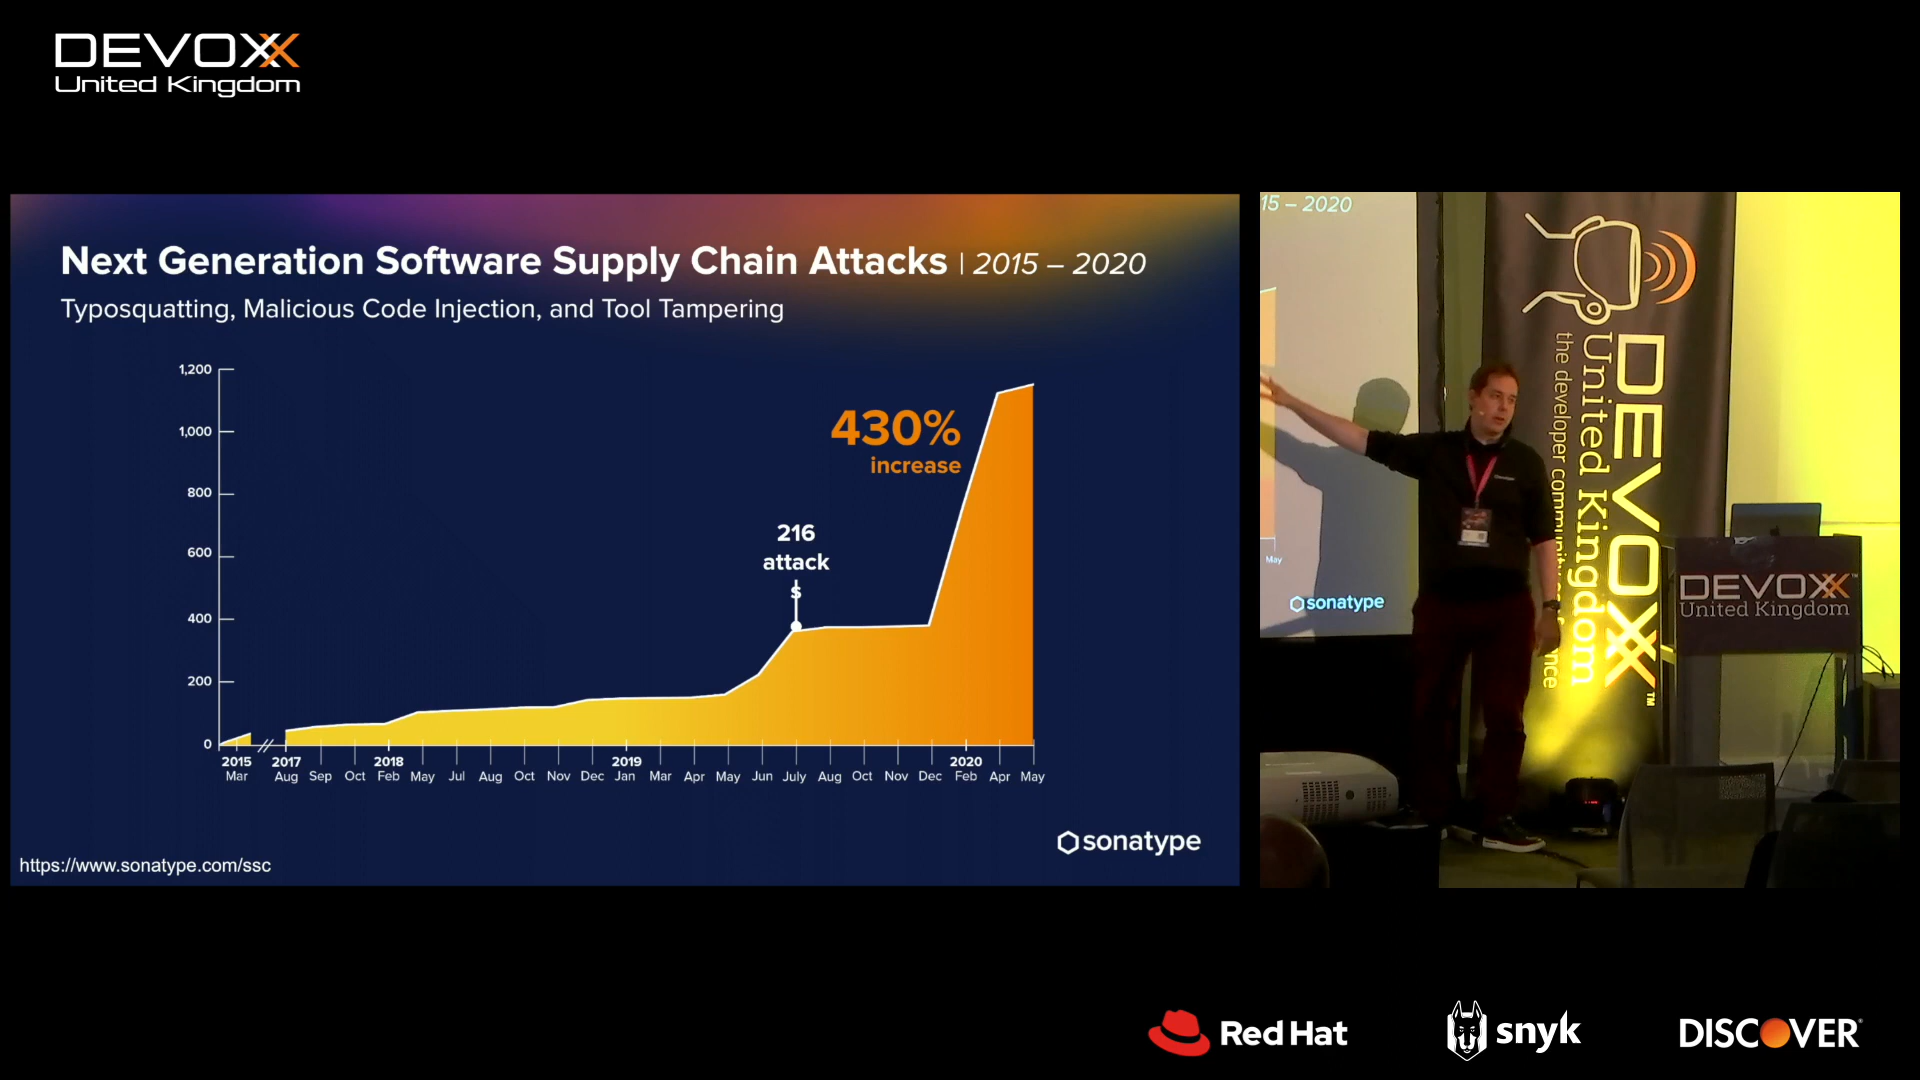 DEVOXX
United Kingdom
Next Generation Software Supply Chain Attacks | 2015 – 2020
Typosquatting, Malicious Code Injection, and Tool Tampering
1,200
1,000
800
600
400
200
0
430%
increase
216
attack
s
2015 2017 2018 2019 2020
Mar Aug Sep Oct Feb May Jul Aug Oct Nov Dec Jan Mar Apr May Jun July Aug Oct Nov Dec Feb Apr May
sonatype
https://www.sonatype.com/ssc
15 – 2020
May
sonatype
DEVOXX™
United Kingdom
the developer community
nce
DEVOXX™
United Kingdom
Red Hat
snyk
DISCOVER